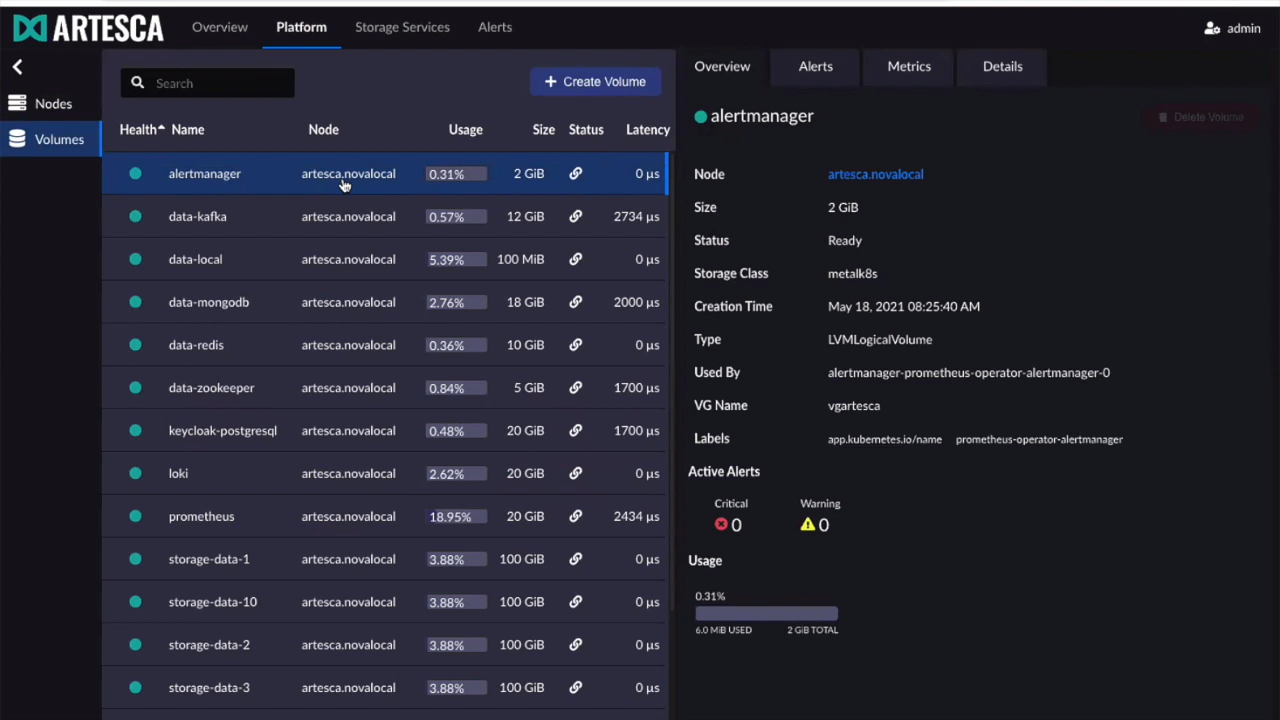 ARTESCA Overview Platform Storage Services Alerts admin
Nodes
Volumes
Search + Create Volume
Health Name Node Usage Size Status Latency
alertmanager artesca.novalocal 0.31% 2 GiB 0 µs
data-kafka artesca.novalocal 0.57% 12 GiB 2734 µs
data-local artesca.novalocal 5.39% 100 MiB 0 µs
data-mongodb artesca.novalocal 2.76% 18 GiB 2000 µs
data-redis artesca.novalocal 0.36% 10 GiB 0 µs
data-zookeeper artesca.novalocal 0.84% 5 GiB 1700 µs
keycloak-postgresql artesca.novalocal 0.48% 20 GiB 1700 µs
loki artesca.novalocal 2.62% 20 GiB 0 µs
prometheus artesca.novalocal 18.95% 20 GiB 2434 µs
storage-data-1 artesca.novalocal 3.88% 100 GiB 0 µs
storage-data-10 artesca.novalocal 3.88% 100 GiB 0 µs
storage-data-2 artesca.novalocal 3.88% 100 GiB 0 µs
storage-data-3 artesca.novalocal 3.88% 100 GiB 0 µs
Overview Alerts Metrics Details
alertmanager Delete Volume
Node artesca.novalocal
Size 2 GiB
Status Ready
Storage Class metalk8s
Creation Time May 18, 2021 08:25:40 AM
Type LVMLogicalVolume
Used By alertmanager-prometheus-operator-alertmanager-0
VG Name vgartesca
Labels app.kubernetes.io/name prometheus-operator-alertmanager
Active Alerts
Critical Warning
0 0
Usage
0.31%
6.0 MiB USED 2 GiB TOTAL